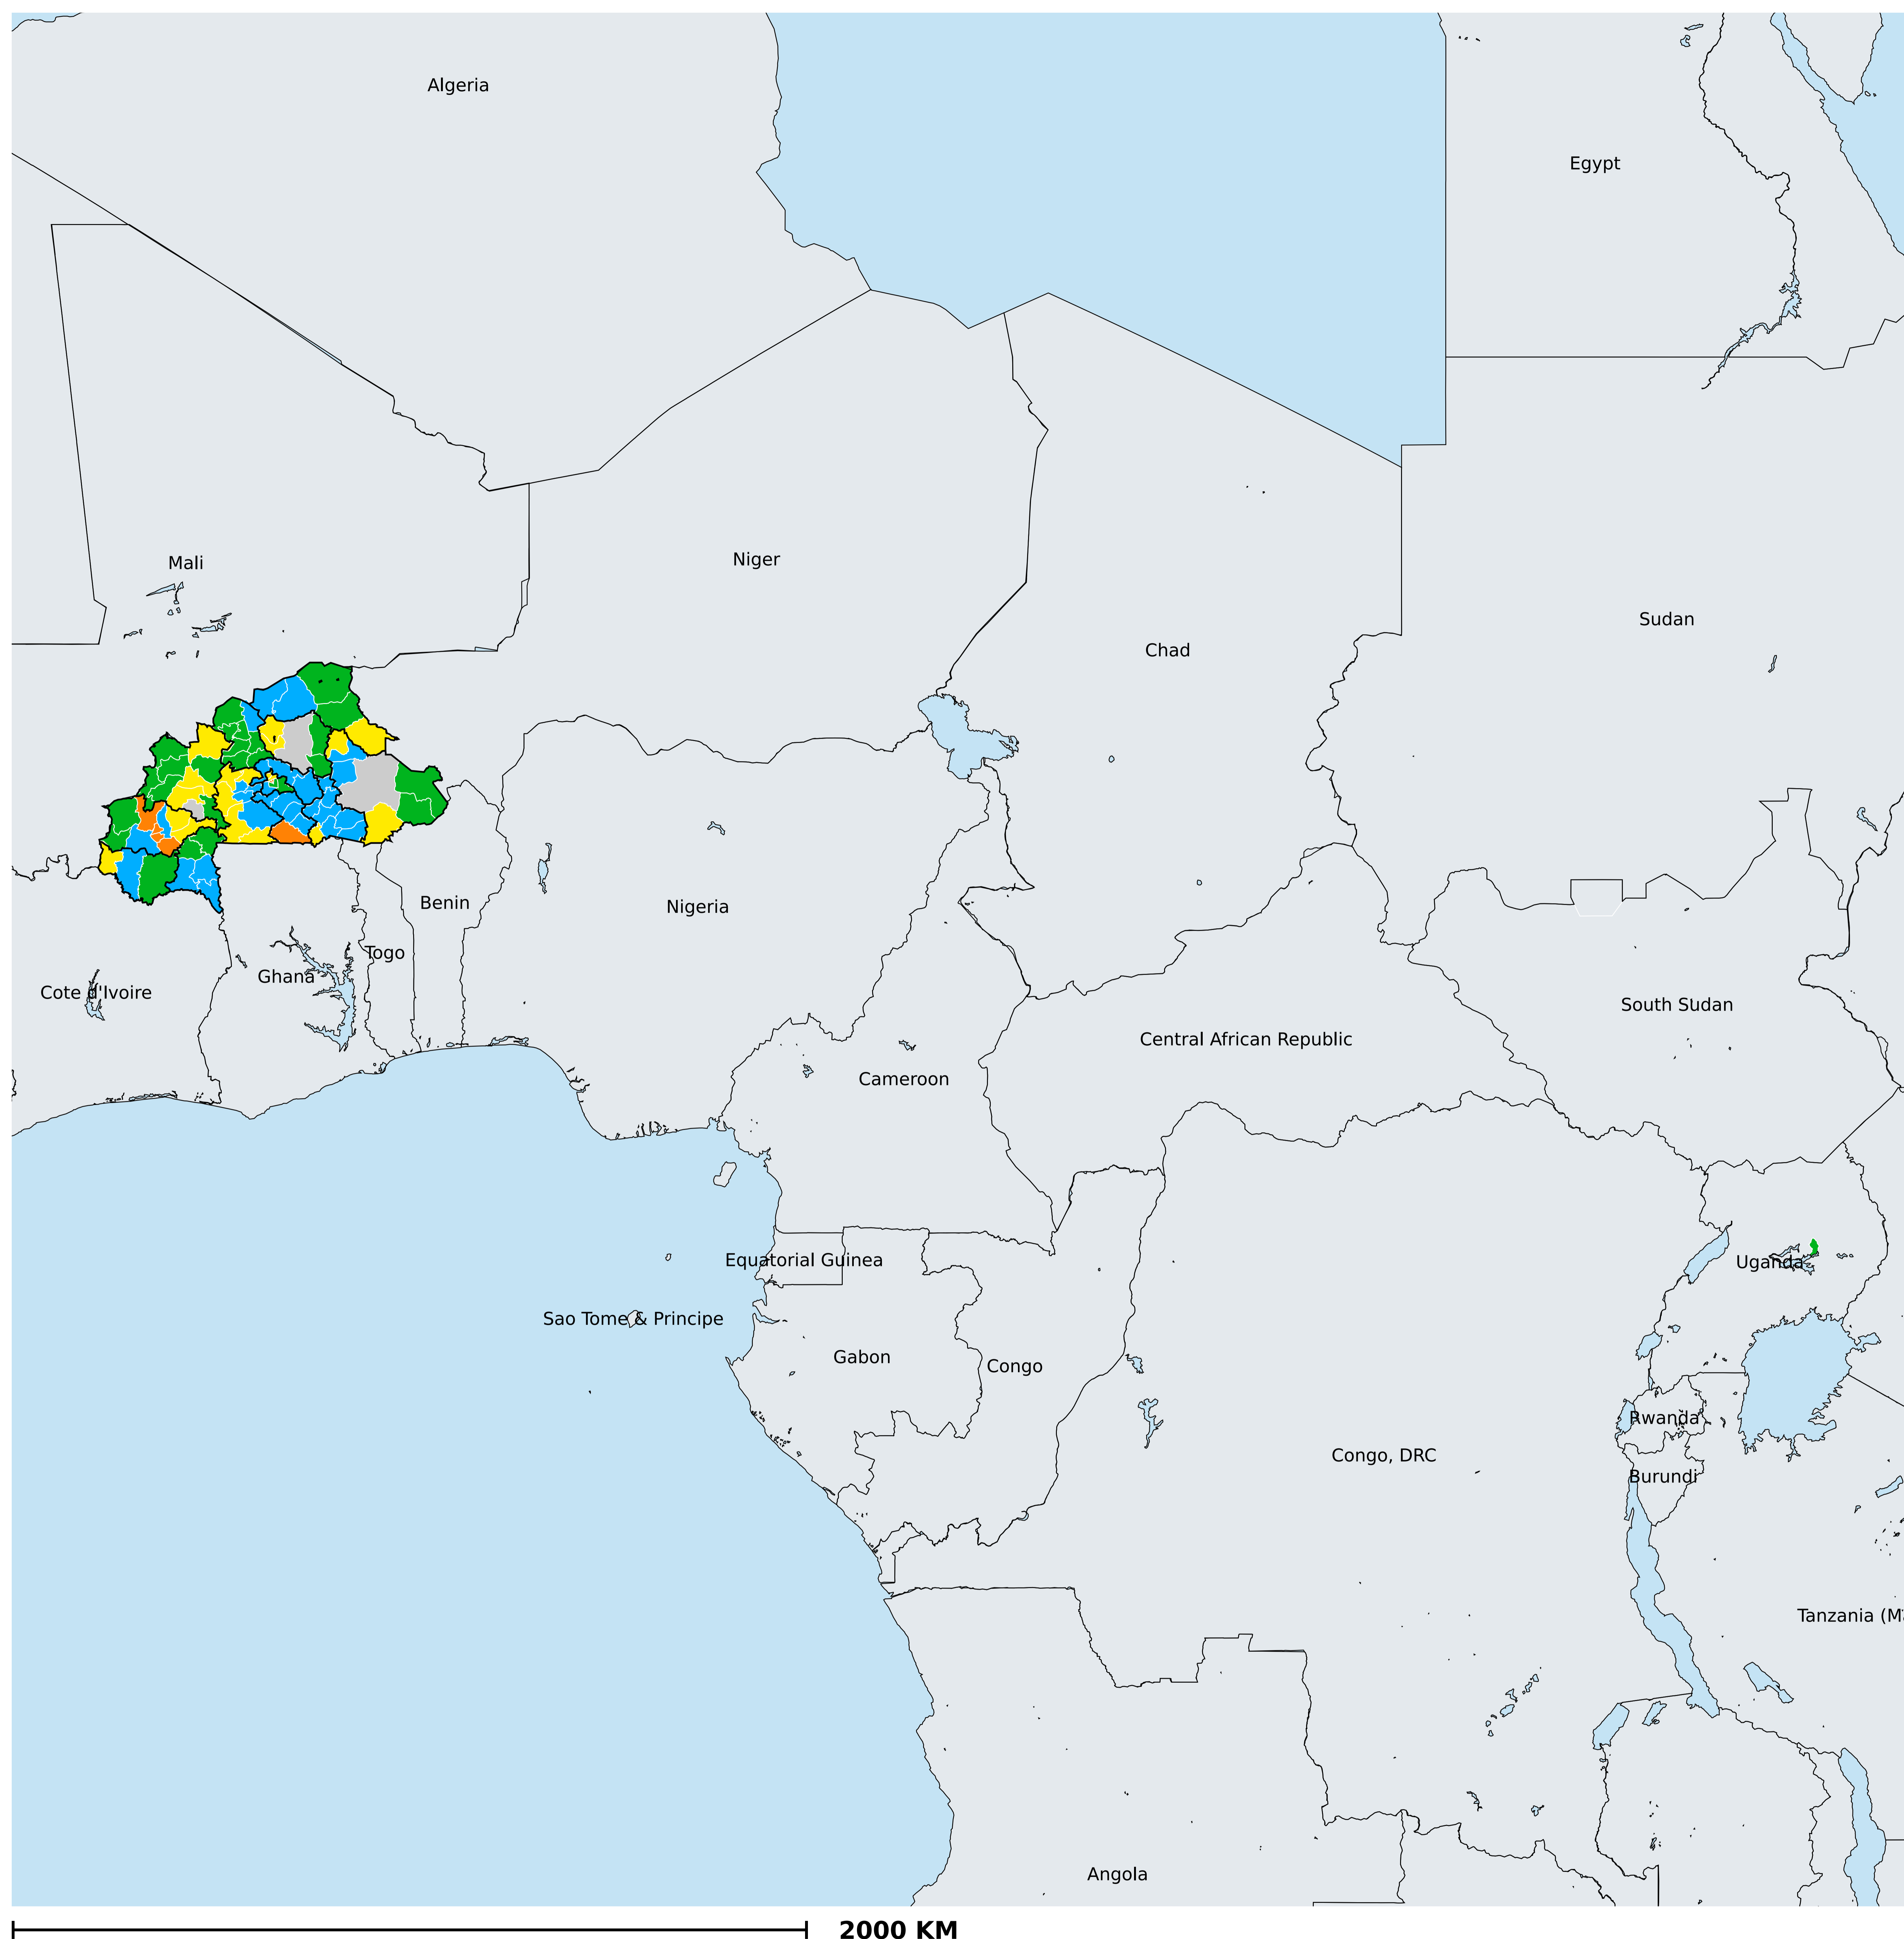 Algeria
Egypt
Mali
Niger
Sudan
Chad
Benin
Nigeria
Togo
Ghana
Cote d'Ivoire
South Sudan
Central African Republic
Cameroon
Equatorial Guinea
Uganda
Sao Tome & Principe
Gabon
Congo
Rwanda
Congo, DRC
Burundi
Tanzania (M
Angola
2000 KM